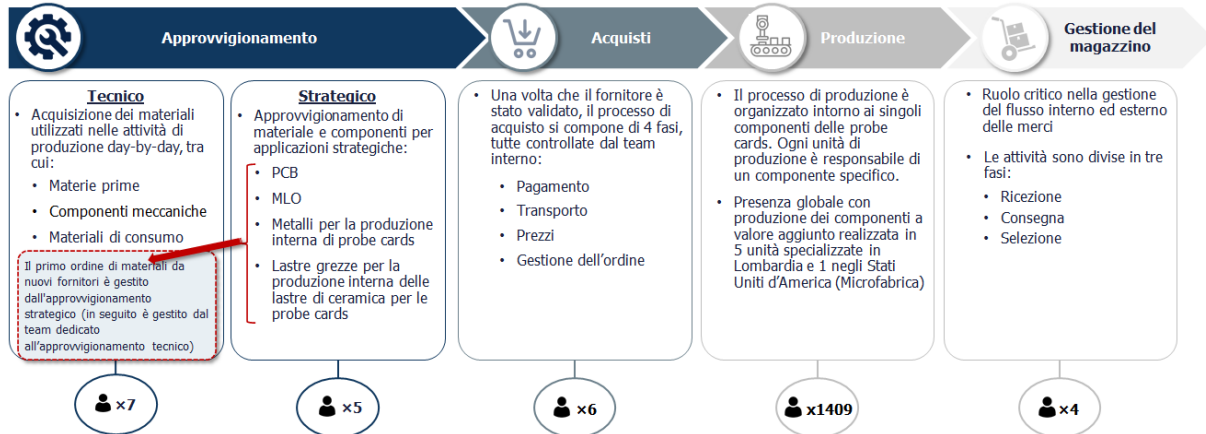 Approvvigionamento
Acquisti
Produzione
Gestione del
magazzino
Tecnico
• Acquisizione dei materiali
utilizzati nelle attività di
produzione day-by-day, tra
cui:
• Materie prime
• Componenti meccaniche
• Materiali di consumo
Il primo ordine di materiali da
nuovi fornitori è gestito
dall'approvvigionamento
strategico (in seguito è gestito dal
team dedicato
all'approvvigionamento tecnico)
×7
Strategico
• Approvvigionamento di
materiale e componenti per
applicazioni strategiche:
• PCB
• MLO
• Metalli per la produzione
interna di probe cards
• Lastre grezze per la
produzione interna delle
lastre di ceramica per le
probe cards
×5
• Una volta che il fornitore è
stato validato, il processo di
acquisto si compone di 4 fasi,
tutte controllate dal team
interno:
• Pagamento
• Transporto
• Prezzi
• Gestione dell'ordine
×6
• Il processo di produzione è
organizzato intorno ai singoli
componenti delle probe
cards. Ogni unità di
produzione è responsabile di
un componente specifico.
• Presenza globale con
produzione dei componenti a
valore aggiunto realizzata in
5 unità specializzate in
Lombardia e 1 negli Stati
Uniti d'America (Microfabrica)
x1409
• Ruolo critico nella gestione
del flusso interno ed esterno
delle merci
• Le attività sono divise in tre
fasi:
• Ricezione
• Consegna
• Selezione
×4